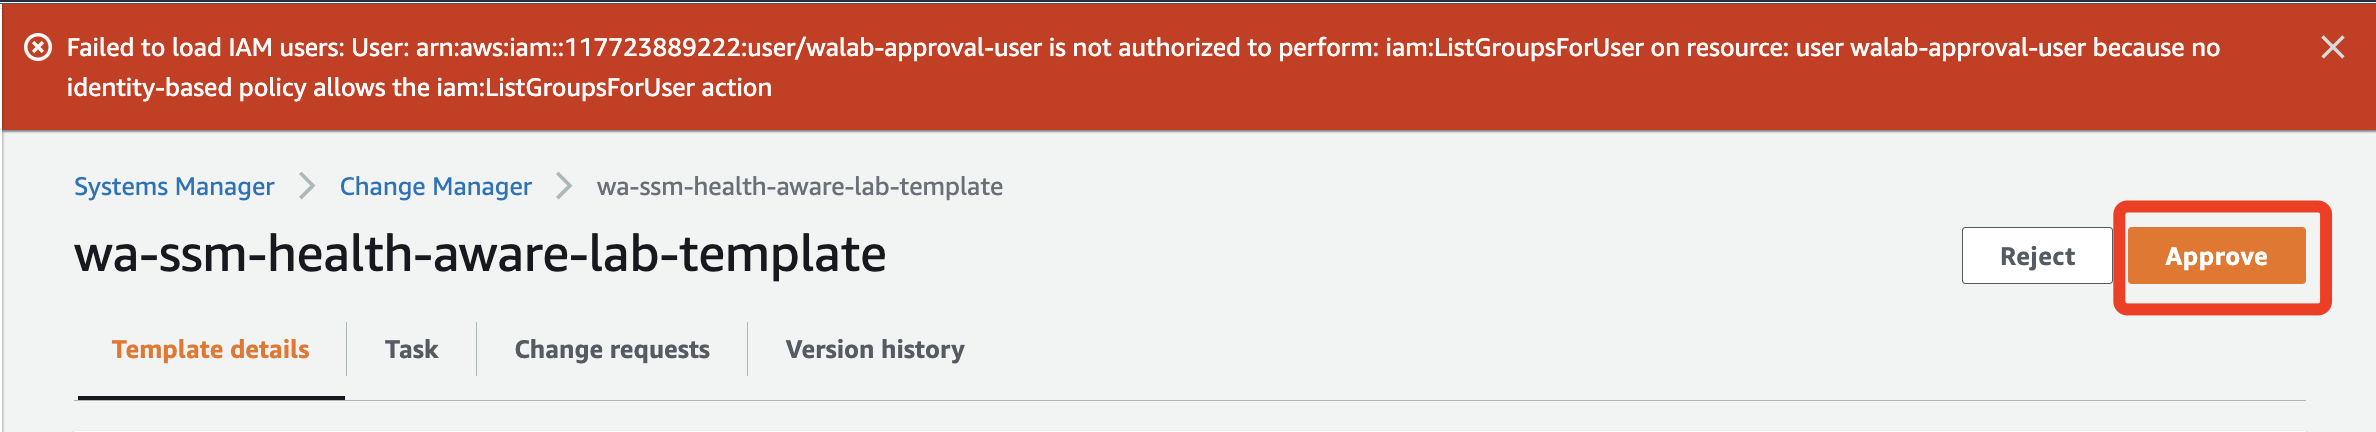 Failed to load IAM users: User: arn:aws:iam::117723889222:user/walab-approval-user is not authorized to perform: iam:ListGroupsForUser on resource: user walab-approval-user because no
identity-based policy allows the iam:ListGroupsForUser action
Systems Manager
Change Manager
wa-ssm-health-aware-lab-template
wa-ssm-health-aware-lab-template
Reject
Approve
Template details
Task
Change requests
Version history